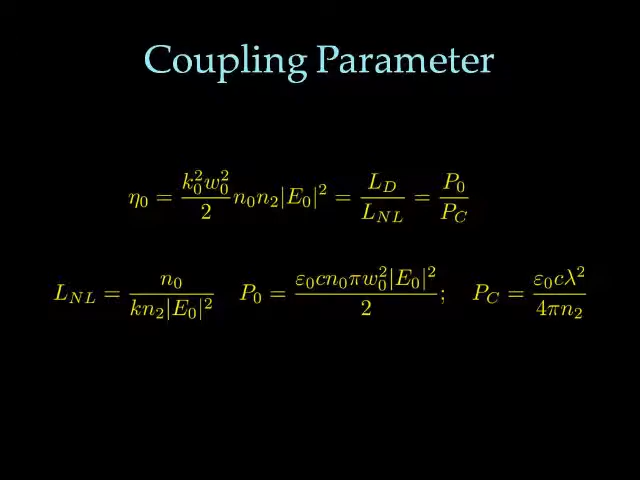 Coupling Parameter
η₀ = k₀²w₀²/2 n₀n₂|E₀|² = L_D/L_NL = P₀/P_C
L_NL = n₀/kn₂|E₀|² P₀ = ε₀cn₀πw₀²|E₀|²/2; P_C = ε₀cλ²/4πn₂